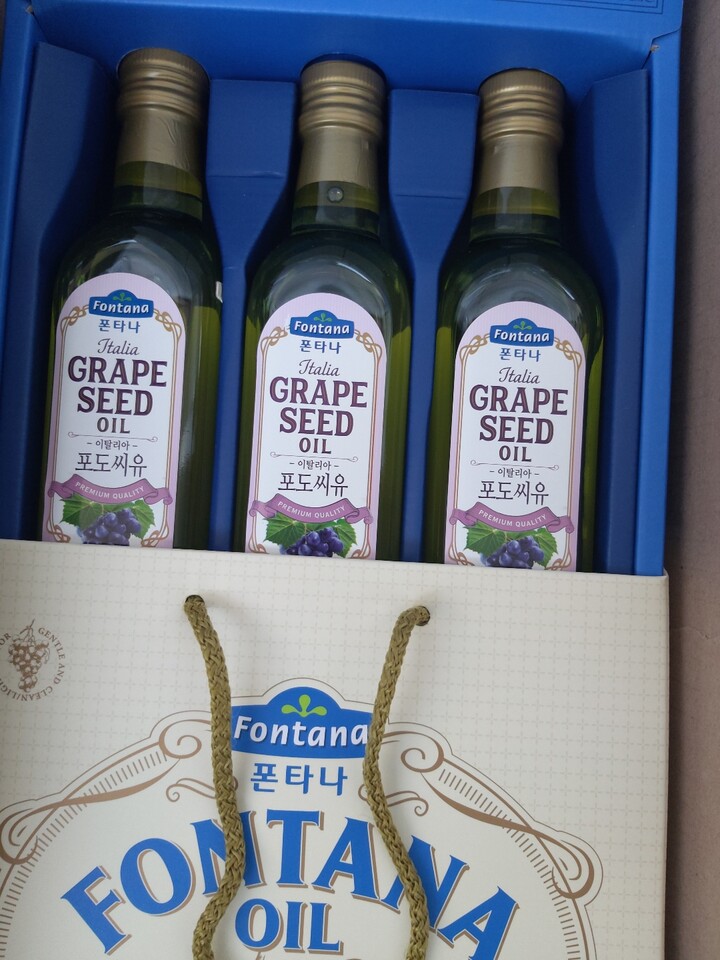 Fontana
폰타나
Italia
GRAPE
SEED
OIL
- 이탈리아 -
포도씨유
PREMIUM QUALITY
Fontana
폰타나
Italia
GRAPE
SEED
OIL
- 이탈리아 -
포도씨유
PREMIUM QUALITY
Fontana
폰타나
Italia
GRAPE
SEED
OIL
- 이탈리아 -
포도씨유
PREMIUM QUALITY
GENTLE AND CLEAN
Fontana
폰타나
FONTANA
OIL